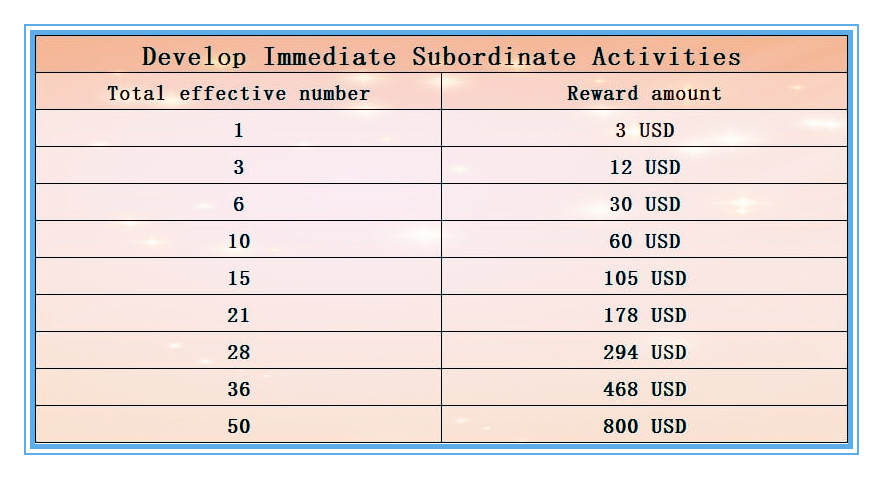 Develop Immediate Subordinate Activities
Total effective number Reward amount
1 3 USD
3 12 USD
6 30 USD
10 60 USD
15 105 USD
21 178 USD
28 294 USD
36 468 USD
50 800 USD